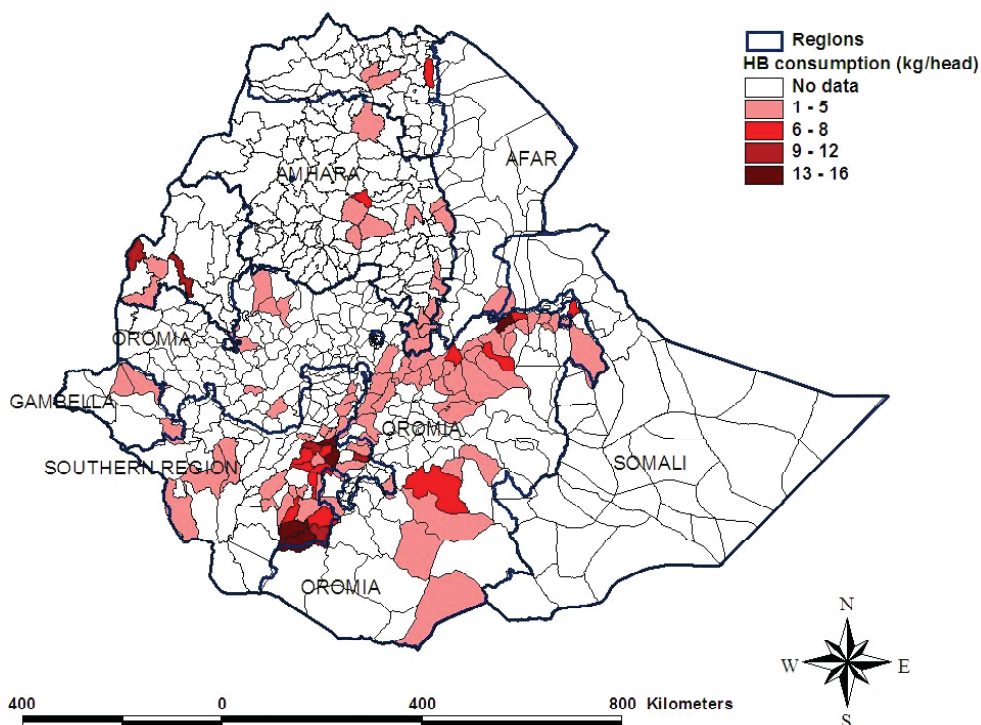 Regions
HB consumption (kg/head)
No data
1 - 5
6 - 8
9 - 12
13 - 16
AFAR
AMHARA
OROMIA
GAMBELLA
OROMIA
SOUTHERN REGION
SOMALI
OROMIA
N
W E
S
400 0 400 800 Kilometers